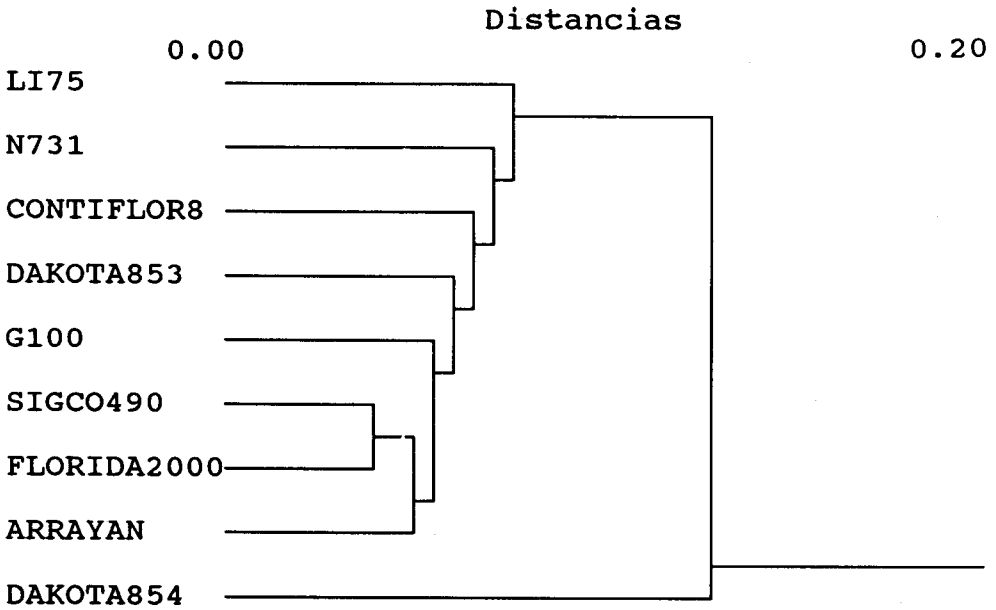 Distancias
0.00 0.20
LI75
N731
CONTIFLOR8
DAKOTA853
G100
SIGCO490
FLORIDA2000
ARRAYAN
DAKOTA854